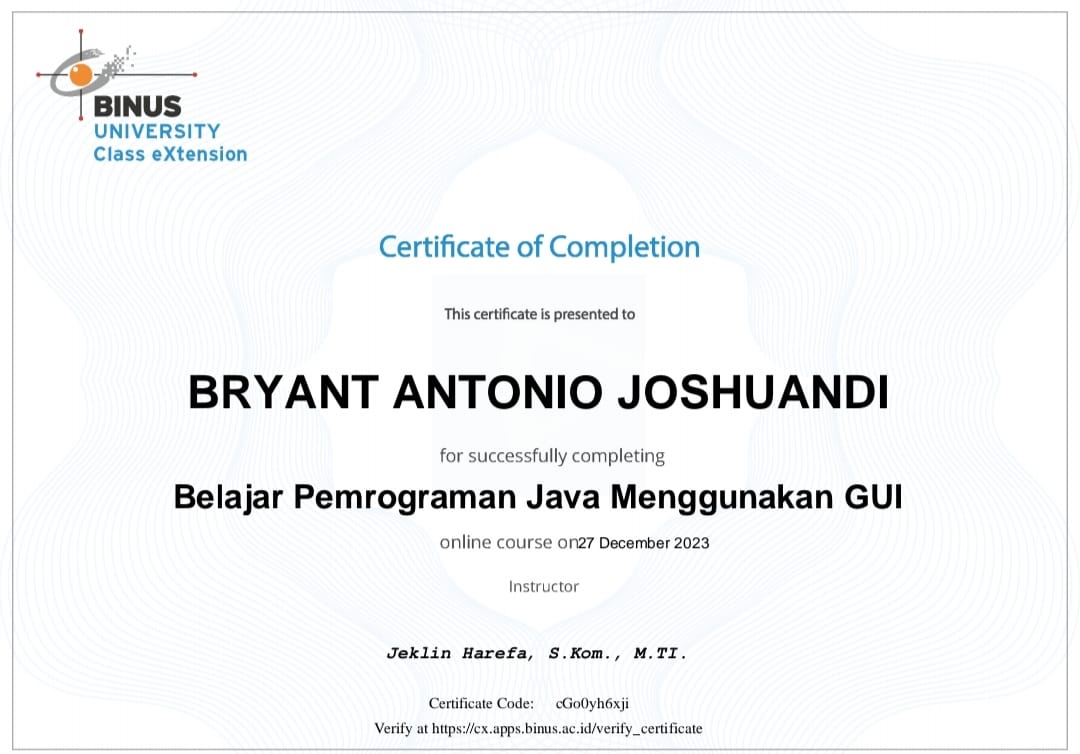 BINUS
UNIVERSITY
Class eXtension
Certificate of Completion
This certificate is presented to
BRYANT ANTONIO JOSHUANDI
for successfully completing
Belajar Pemrograman Java Menggunakan GUI
online course on27 December 2023
Instructor
Jeklin Harefa, S.Kom., M.TI.
Certificate Code: cGo0yh6xji
Verify at https://cx.apps.binus.ac.id/verify_certificate